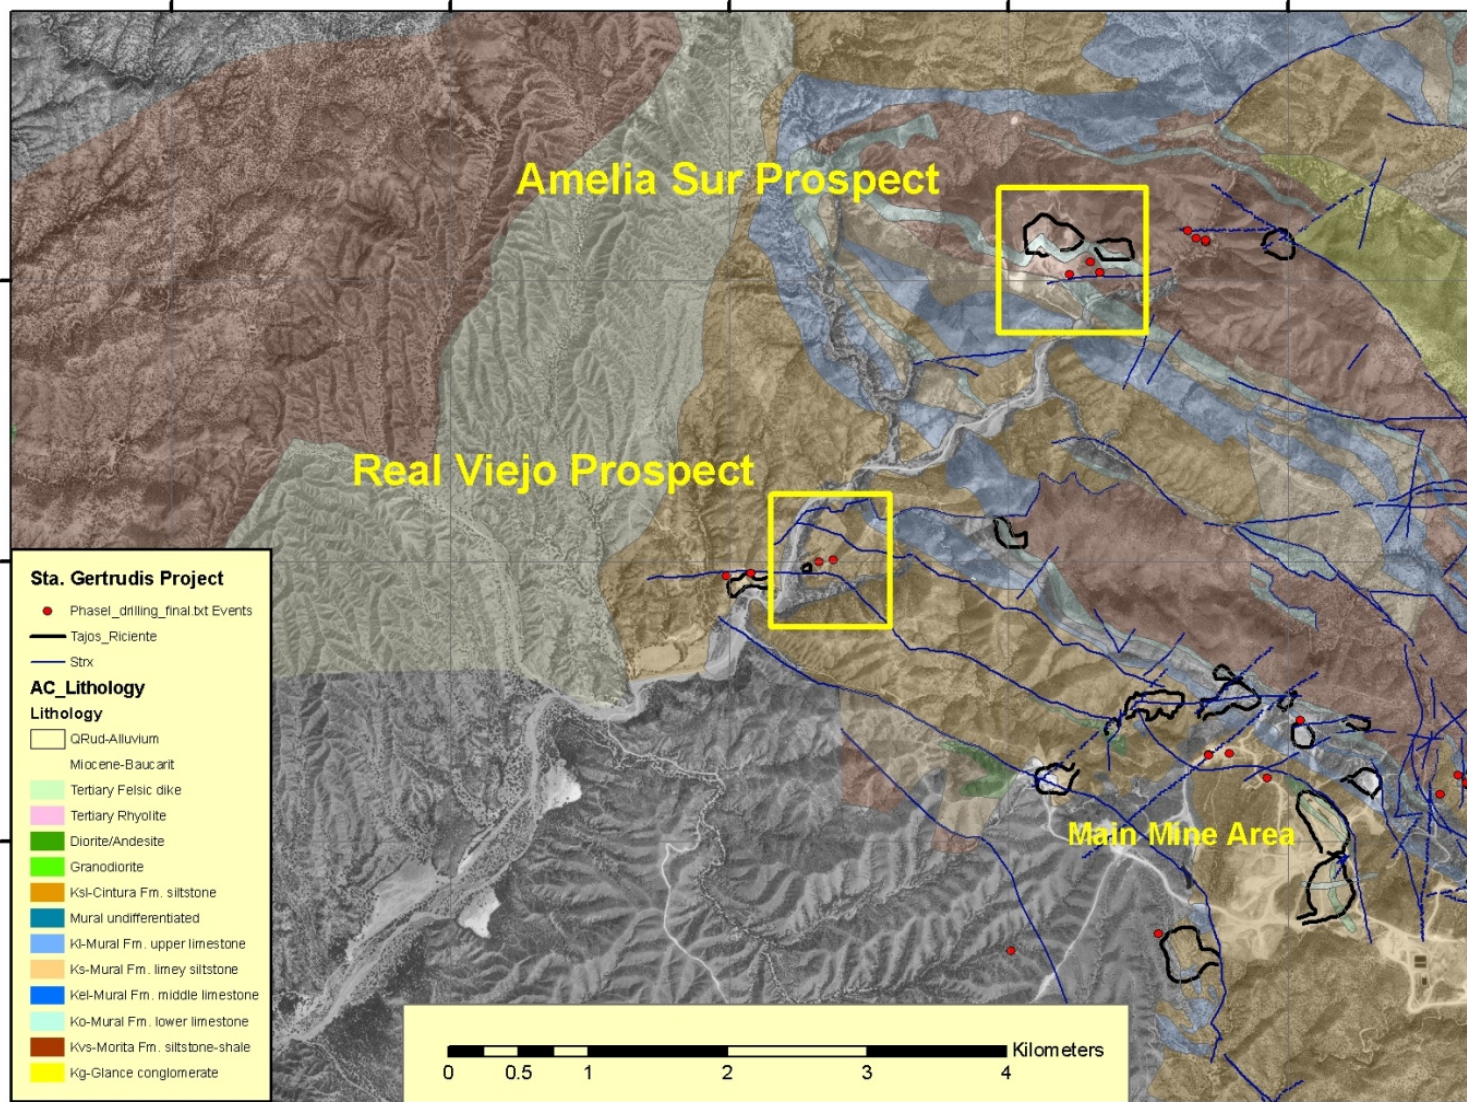 Amelia Sur Prospect
Real Viejo Prospect
Main Mine Area
Sta. Gertrudis Project
PhaseI_drilling_final.txt Events
Tajos_Riciente
Strx
AC_Lithology
Lithology
QRud-Alluvium
Miocene-Baucarit
Tertiary Felsic dike
Tertiary Rhyolite
Diorite/Andesite
Granodiorite
Ksl-Cintura Fm. siltstone
Mural undifferentiated
Kl-Mural Fm. upper limestone
Ks-Mural Fm. limey siltstone
Kel-Mural Fm. middle limestone
Ko-Mural Fm. lower limestone
Kvs-Morita Fm. siltstone-shale
Kg-Glance conglomerate
Kilometers
0 0.5 1 2 3 4